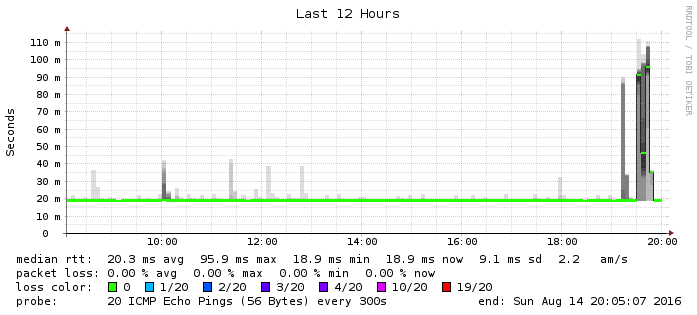 Last 12 Hours
RRDTOOL / TOBI OETIKER
Seconds
110 m
100 m
90 m
80 m
70 m
60 m
50 m
40 m
30 m
20 m
10 m
0
10:00 12:00 14:00 16:00 18:00 20:00
median rtt: 20.3 ms avg 95.9 ms max 18.9 ms min 18.9 ms now 9.1 ms sd 2.2 am/s
packet loss: 0.00 % avg 0.00 % max 0.00 % min 0.00 % now
loss color: 0 1/20 2/20 3/20 4/20 10/20 19/20
probe: 20 ICMP Echo Pings (56 Bytes) every 300s end: Sun Aug 14 20:05:07 2016